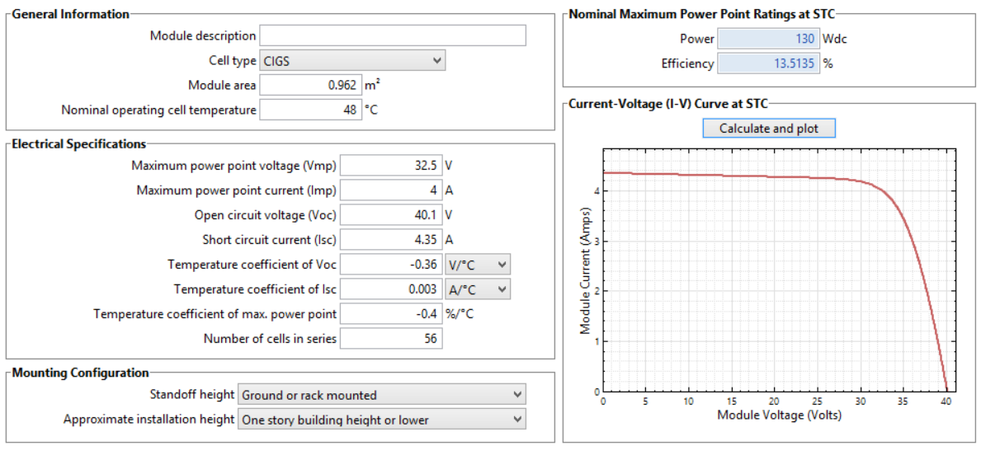 General Information
Module description
Cell type CIGS
Module area 0.962 m²
Nominal operating cell temperature 48 °C
Electrical Specifications
Maximum power point voltage (Vmp) 32.5 V
Maximum power point current (Imp) 4 A
Open circuit voltage (Voc) 40.1 V
Short circuit current (Isc) 4.35 A
Temperature coefficient of Voc -0.36 V/°C
Temperature coefficient of Isc 0.003 A/°C
Temperature coefficient of max. power point -0.4 %/°C
Number of cells in series 56
Mounting Configuration
Standoff height Ground or rack mounted
Approximate installation height One story building height or lower
Nominal Maximum Power Point Ratings at STC
Power 130 Wdc
Efficiency 13.5135 %
Current-Voltage (I-V) Curve at STC
Calculate and plot
Module Current (Amps)
4
3
2
1
0
0 5 10 15 20 25 30 35 40
Module Voltage (Volts)